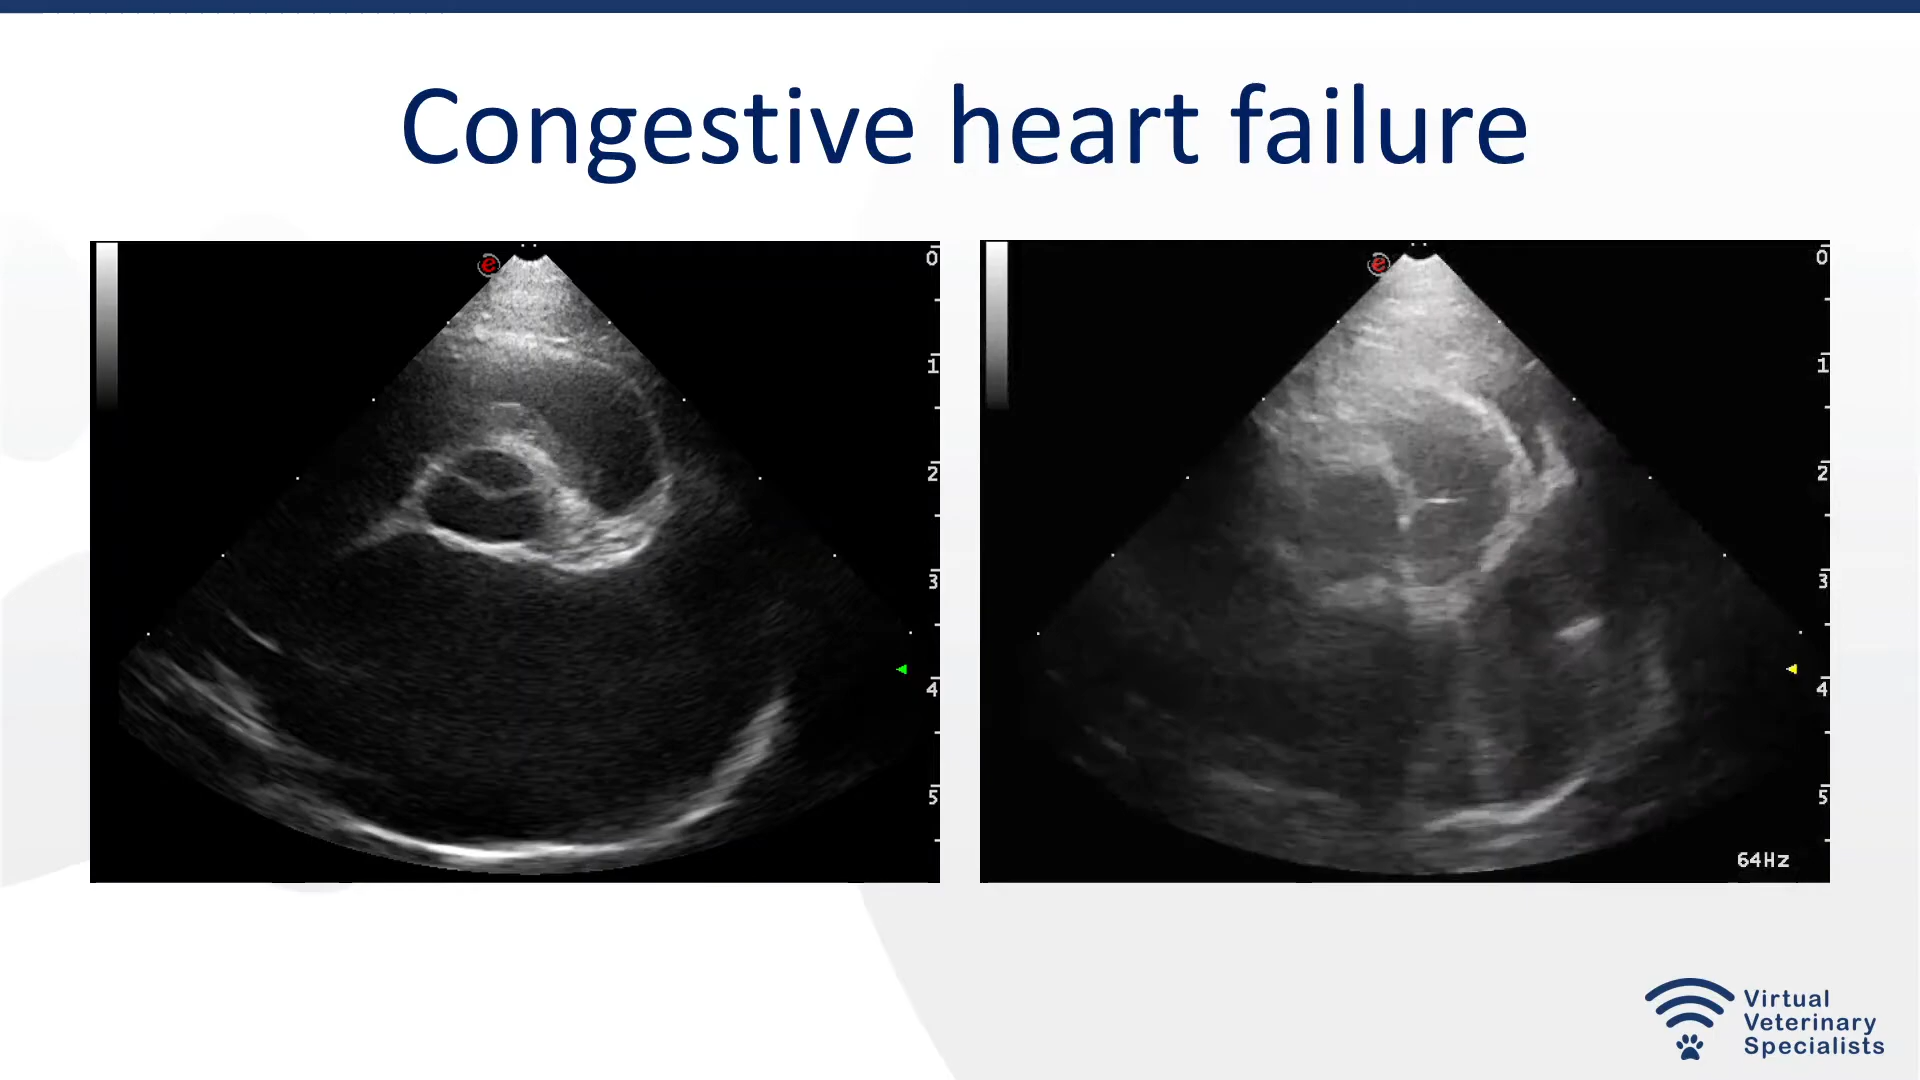 Congestive heart failure
e
0
1
2
3
4
5
e
0
1
2
3
4
5
64Hz
Virtual
Veterinary
Specialists